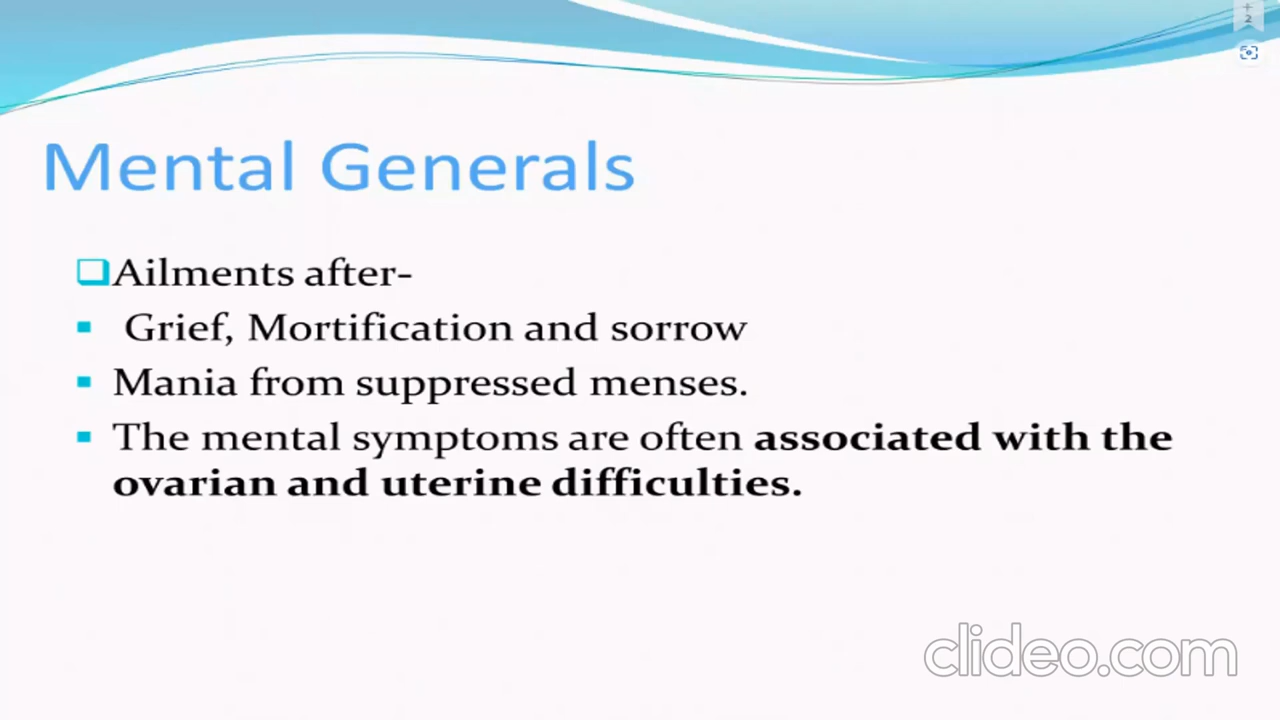 +
2
Mental Generals
Ailments after-
Grief, Mortification and sorrow
Mania from suppressed menses.
The mental symptoms are often associated with the
ovarian and uterine difficulties.
clideo.com